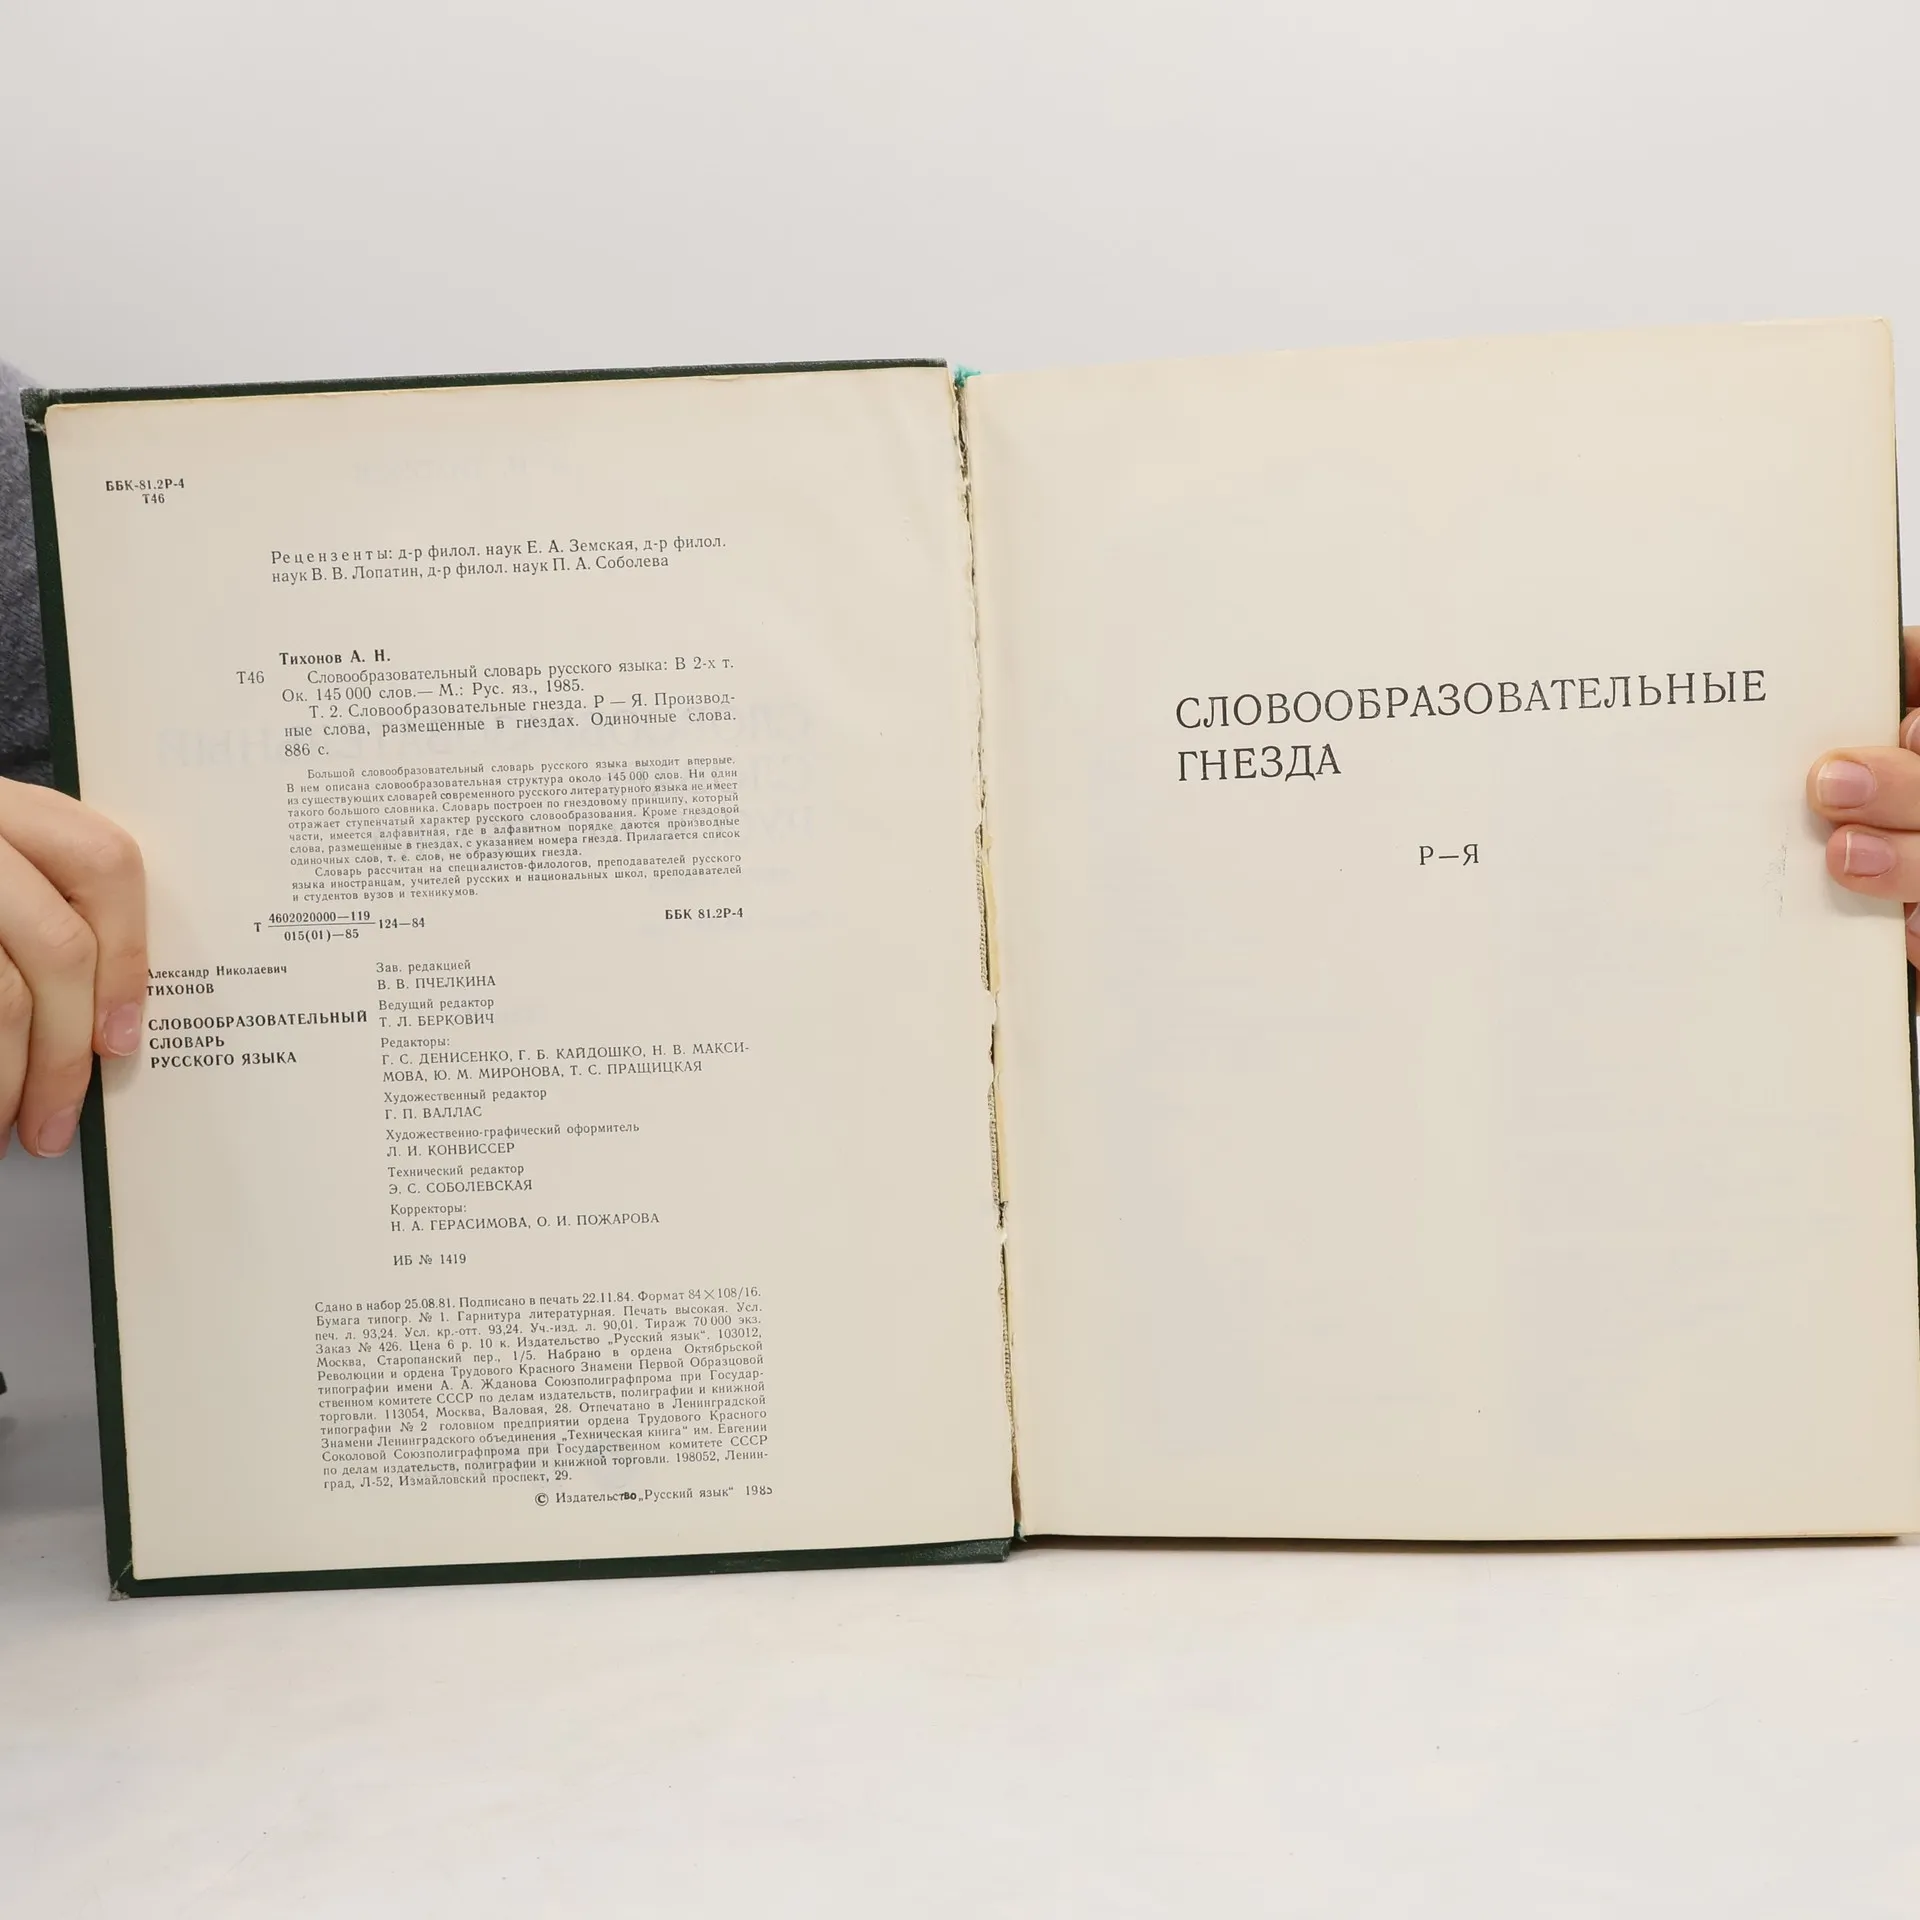 ББК-81.2Р-4
Т46
Рецензенты: д-р филол. наук Е. А. Земская, д-р филол.
наук В. В. Лопатин, д-р филол. наук П. А. Соболева
Тихонов А. Н.
Т46 Словообразовательный словарь русского языка: В 2-х т.
Ок. 145 000 слов.— М.: Рус. яз., 1985.
Т. 2. Словообразовательные гнезда. Р — Я. Производ-
ные слова, размещенные в гнездах. Одиночные слова.
886 с.
Большой словообразовательный словарь русского языка выходит впервые.
В нем описана словообразовательная структура около 145 000 слов. Ни один
из существующих словарей современного русского литературного языка не имеет
такого большого словника. Словарь построен по гнездовому принципу, который
отражает ступенчатый характер русского словообразования. Кроме гнездовой
части, имеется алфавитная, где в алфавитном порядке даются производные
слова, размещенные в гнездах, с указанием номера гнезда. Прилагается список
одиночных слов, т. е. слов, не образующих гнезда.
Словарь рассчитан на специалистов-филологов, преподавателей русского
языка иностранцам, учителей русских и национальных школ, преподавателей
и студентов вузов и техникумов.
Т 4602020000—119
015(01)—85
124—84
ББК 81.2Р-4
Александр Николаевич
ТИХОНОВ
СЛОВООБРАЗОВАТЕЛЬНЫЙ
СЛОВАРЬ
РУССКОГО ЯЗЫКА
Зав. редакцией
В. В. ПЧЕЛКИНА
Ведущий редактор
Т. Л. БЕРКОВИЧ
Редакторы:
Г. С. ДЕНИСЕНКО, Г. Б. КАЙДОШКО, Н. В. МАКСИ-
МОВА, Ю. М. МИРОНОВА, Т. С. ПРАЩИЦКАЯ
Художественный редактор
Г. П. ВАЛЛАС
Художественно-графический оформитель
Л. И. КОНВИССЕР
Технический редактор
Э. С. СОБОЛЕВСКАЯ
Корректоры:
Н. А. ГЕРАСИМОВА, О. И. ПОЖАРОВА
ИБ № 1419
Сдано в набор 25.08.81. Подписано в печать 22.11.84. Формат 84×108/16.
Бумага типогр. № 1. Гарнитура литературная. Печать высокая. Усл.
печ. л. 93,24. Усл. кр.-отт. 93,24. Уч.-изд. л. 90,01. Тираж 70 000 экз.
Заказ № 426. Цена 6 р. 10 к. Издательство „Русский язык“. 103012,
Москва, Старопанский пер., 1/5. Набрано в ордена Октябрьской
Революции и ордена Трудового Красного Знамени Первой Образцовой
типографии имени А. А. Жданова Союзполиграфпрома при Государ-
ственном комитете СССР по делам издательств, полиграфии и книжной
торговли. 113054, Москва, Валовая, 28. Отпечатано в Ленинградской
типографии № 2 головном предприятии ордена Трудового Красного
Знамени Ленинградского объединения „Техническая книга“ им. Евгении
Соколовой Союзполиграфпрома при Государственном комитете СССР
по делам издательств, полиграфии и книжной торговли. 198052, Ленин-
град, Л-52, Измайловский проспект, 29.
© Издательство „Русский язык“ 1985
СЛОВООБРАЗОВАТЕЛЬНЫЕ
ГНЕЗДА
Р—Я